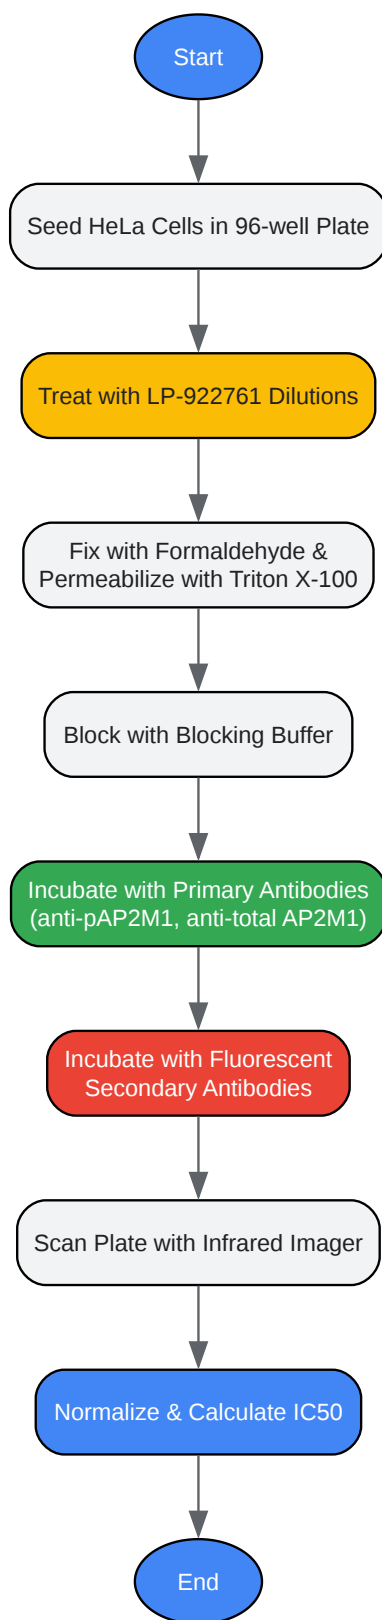 Start
Seed HeLa Cells in 96-well Plate
Treat with LP-922761 Dilutions
Fix with Formaldehyde &
Permeabilize with Triton X-100
Block with Blocking Buffer
Incubate with Primary Antibodies
(anti-pAP2M1, anti-total AP2M1)
Incubate with Fluorescent
Secondary Antibodies
Scan Plate with Infrared Imager
Normalize & Calculate IC50
End